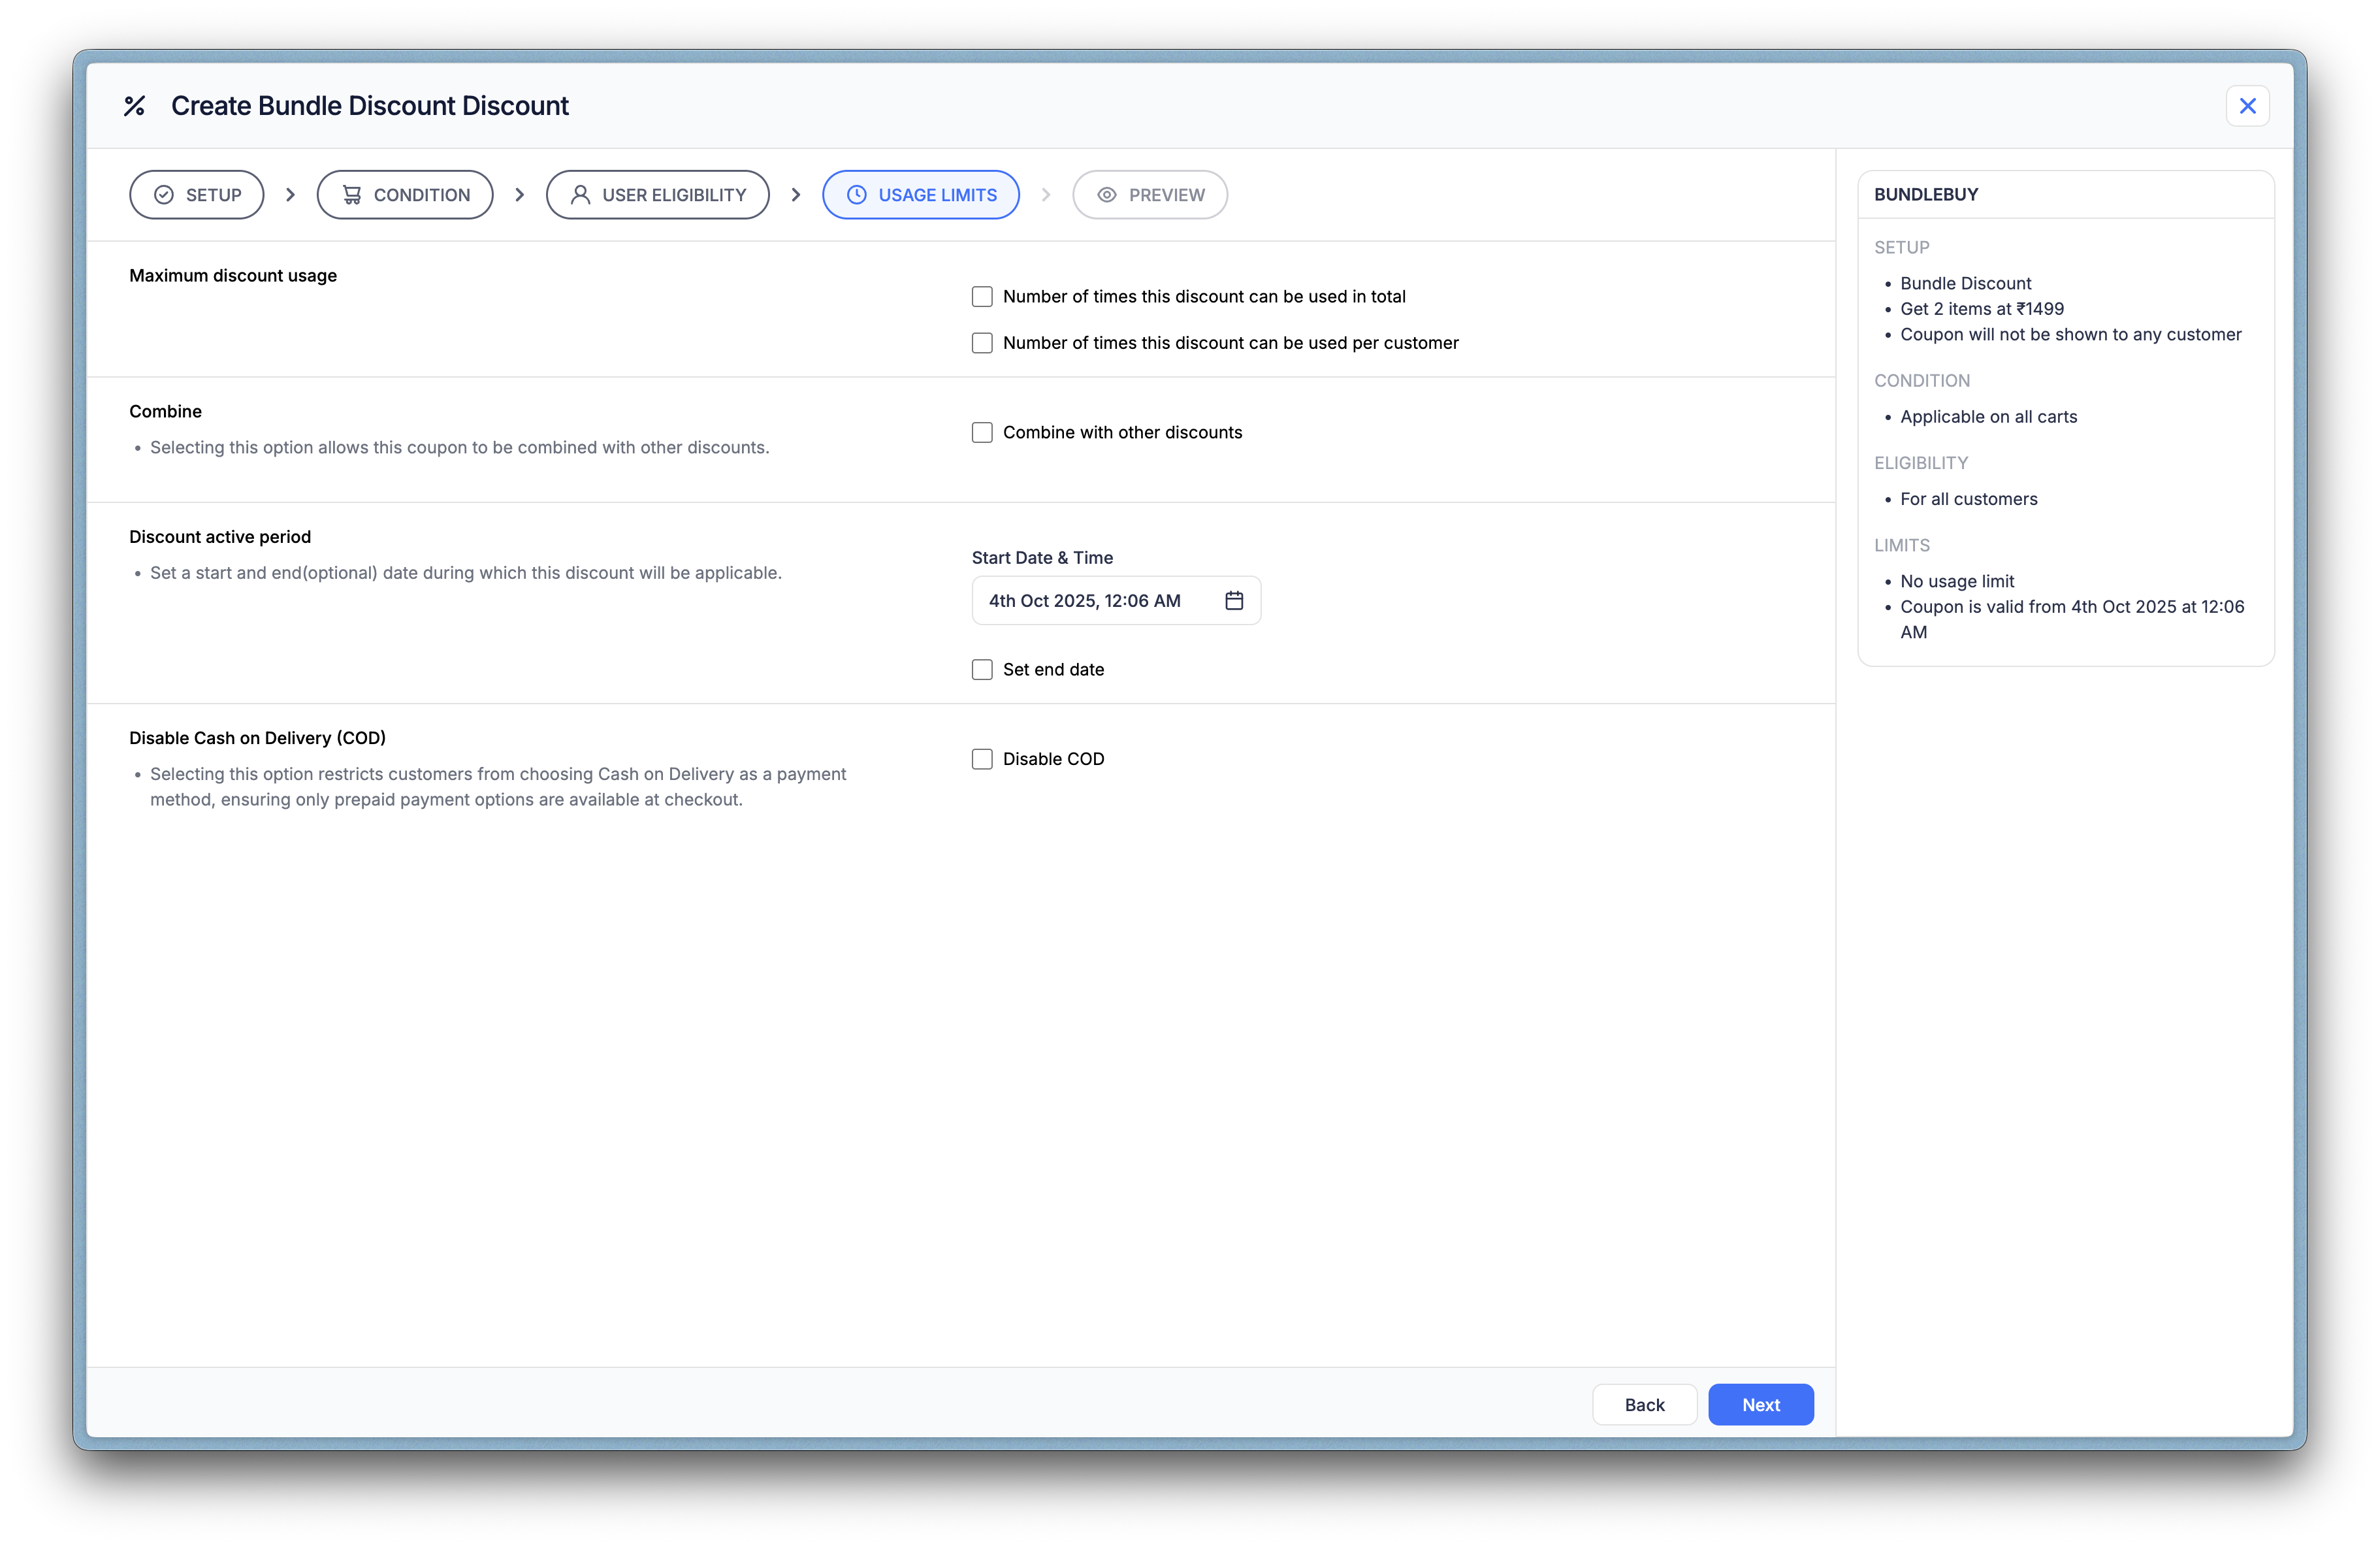 Create Bundle Discount Discount
SETUP
CONDITION
USER ELIGIBILITY
USAGE LIMITS
PREVIEW
Maximum discount usage
Number of times this discount can be used in total
Number of times this discount can be used per customer
Combine
• Selecting this option allows this coupon to be combined with other discounts.
Combine with other discounts
Discount active period
• Set a start and end(optional) date during which this discount will be applicable.
Start Date & Time
4th Oct 2025, 12:06 AM
Set end date
Disable Cash on Delivery (COD)
• Selecting this option restricts customers from choosing Cash on Delivery as a payment
method, ensuring only prepaid payment options are available at checkout.
Disable COD
Back
Next
BUNDLEBUY
SETUP
• Bundle Discount
• Get 2 items at ₹1499
• Coupon will not be shown to any customer
CONDITION
• Applicable on all carts
ELIGIBILITY
• For all customers
LIMITS
• No usage limit
• Coupon is valid from 4th Oct 2025 at 12:06
AM